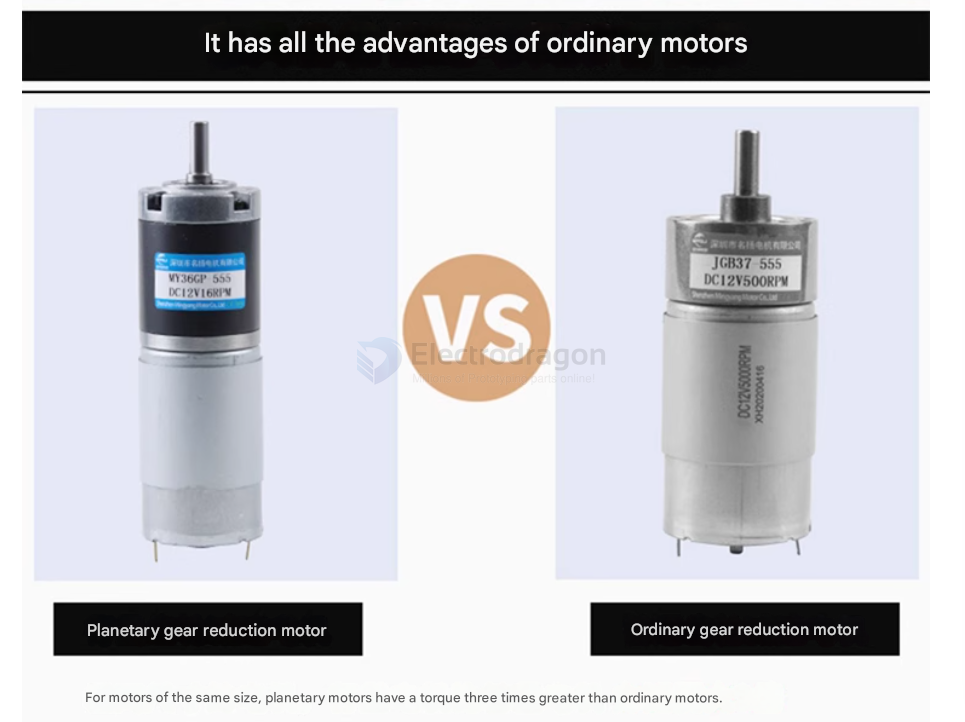 It has all the advantages of ordinary motors
深圳市名扬电机有限公司
MY36GP 555
DC12V16RPM
Shenzhen Mingyang Motor Co.,Ltd
VS
深圳市名扬电机有限公司
JGB37-555
DC12V500RPM
Shenzhen Mingyang Motor Co.,Ltd
DC12V5000RPM
XH20200416
Electrodragon
Planetary gear reduction motor
Ordinary gear reduction motor
For motors of the same size, planetary motors have a torque three times greater than ordinary motors.